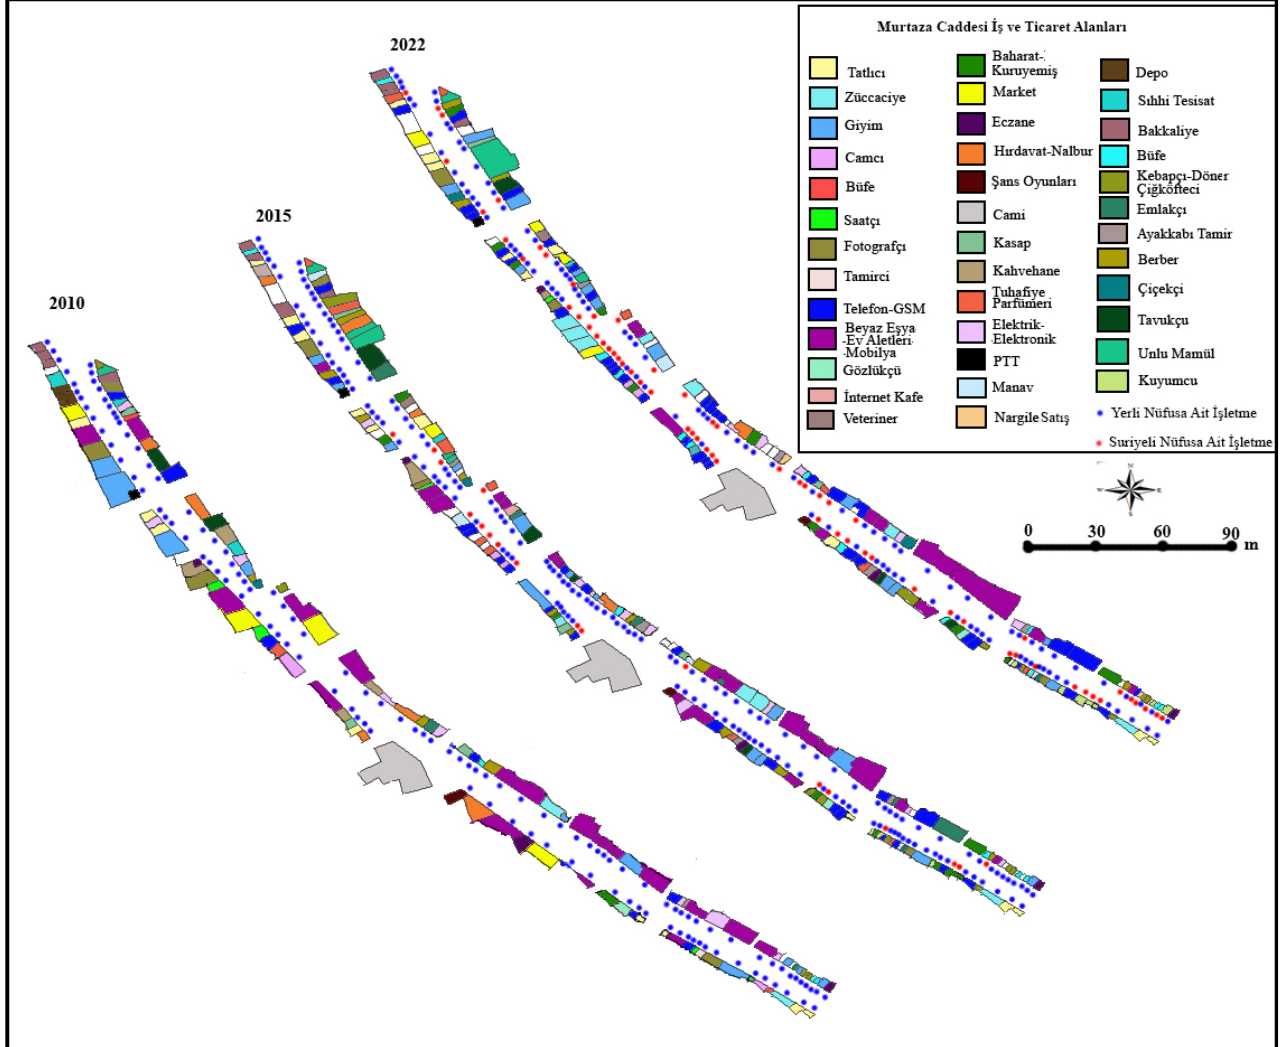 2022
2015
2010
Murtaza Caddesi İş ve Ticaret Alanları
Tatlıcı
Züccaciye
Giyim
Camcı
Büfe
Saatçı
Fotografçı
Tamirci
Telefon-GSM
Beyaz Eşya
-Ev Aletleri
-Mobilya
Gözlükçü
İnternet Kafe
Veteriner
Baharat-
Kuruyemiş
Market
Eczane
Hırdavat-Nalbur
Şans Oyunları
Cami
Kasap
Kahvehane
Tuhafiye
Parfümeri
Elektrik-
Elektronik
PTT
Manav
Nargile Satış
Depo
Sıhhi Tesisat
Bakkaliye
Büfe
Kebapçı-Döner
Çiğköfteci
Emlakçı
Ayakkabı Tamir
Berber
Çiçekçi
Tavukçu
Unlu Mamül
Kuyumcu
Yerli Nüfusa Ait İşletme
Suriyeli Nüfusa Ait İşletme
N
W E
S
0 30 60 90 m